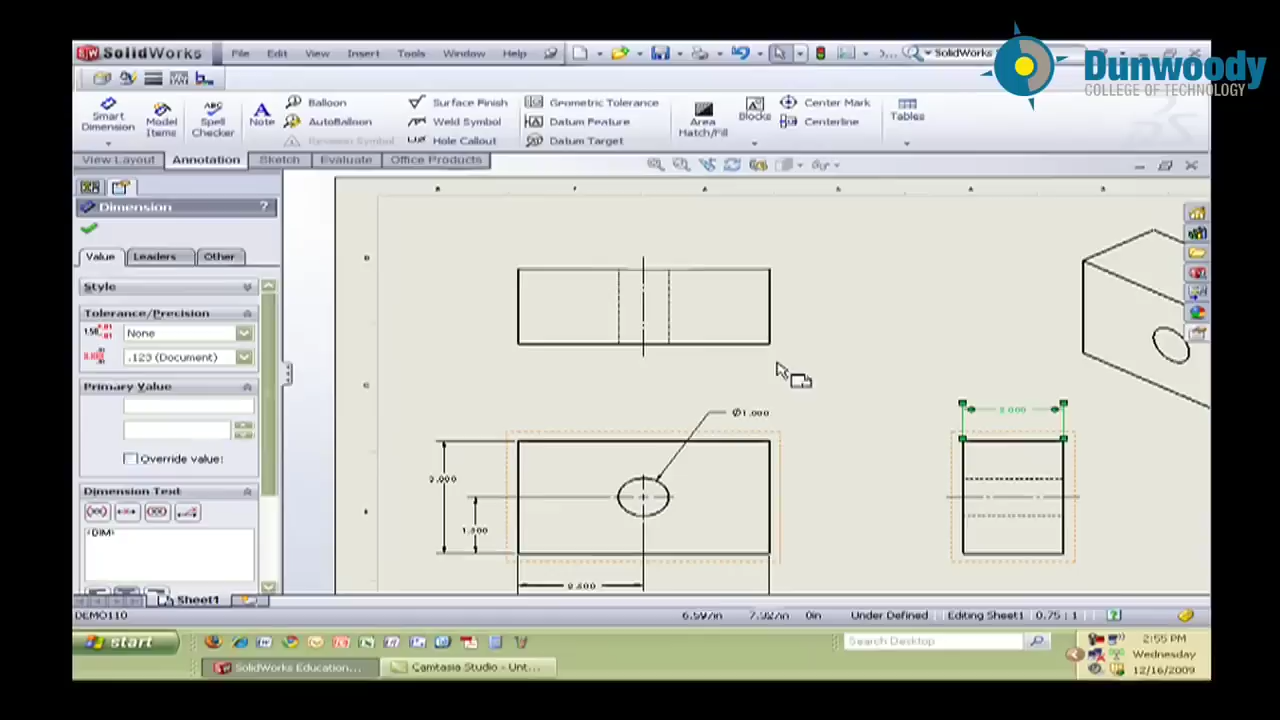 SolidWorks File Edit View Insert Tools Window Help SolidWorks
Dunwoody
COLLEGE OF TECHNOLOGY
Smart Dimension
Model Items
Spell Checker
Note
Balloon
AutoBalloon
Revision Symbol
Surface Finish
Weld Symbol
Hole Callout
Geometric Tolerance
Datum Feature
Datum Target
Area Hatch/Fill
Blocks
Center Mark
Centerline
Tables
View Layout Annotation Sketch Evaluate Office Products
Dimension ?
Value Leaders Other
Style
Tolerance/Precision
None
.123 (Document)
Primary Value
Override value:
Dimension Text
<DIM>
Ø1.000
Sheet1
DEMO110 Under Defined Editing Sheet1 0.75 : 1
start Search Desktop 2:55 PM
Wednesday
SolidWorks Education... Camtasia Studio - Unt... 12/16/2009